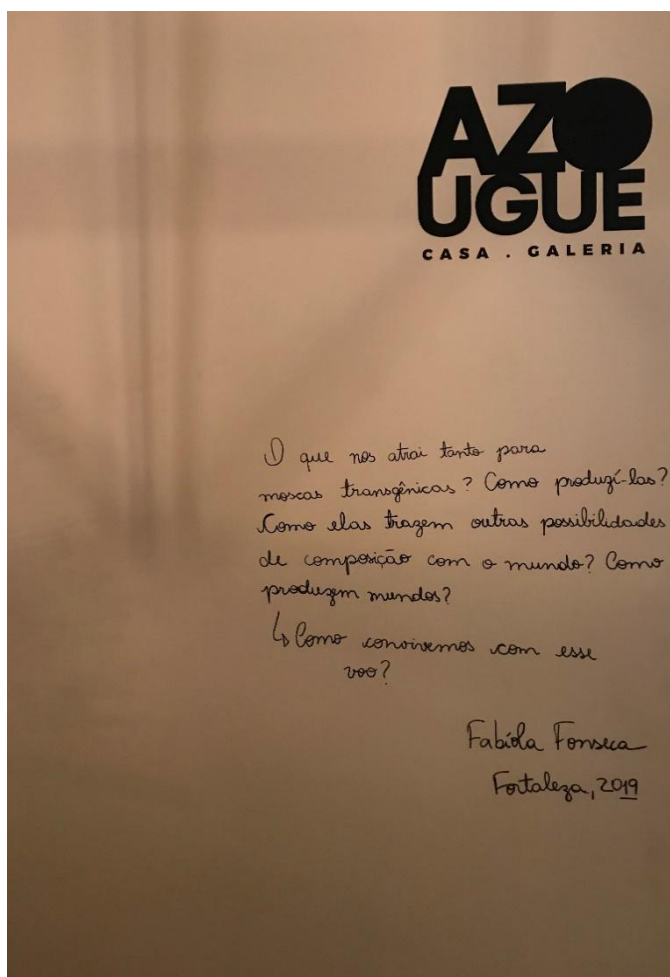 AZO
UGUE
CASA . GALERIA
O que nos atrai tanto para
moscas transgênicas? Como produzí-las?
Como elas trazem outras possibilidades
de composição com o mundo? Como
produzem mundos?
↳ Como convivemos com esse
voo?
Fabíola Fonseca
Fortaleza, 2019